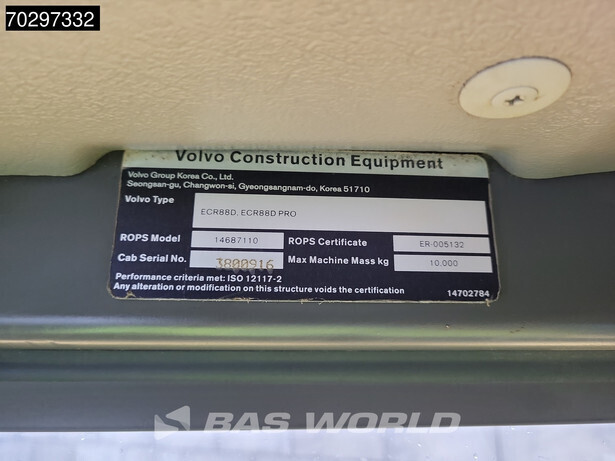 70297332
Volvo Construction Equipment
Volvo Group Korea Co., Ltd.
Seongsan-gu, Changwon-si, Gyeongsangnam-do, Korea 51710
Volvo Type ECR88D, ECR88D PRO
ROPS Model 14687110 ROPS Certificate ER-005132
Cab Serial No. 3800916 Max Machine Mass kg 10.000
Performance criteria met: ISO 12117-2
Any alteration or modification on this structure voids the certification 14702784
BAS WORLD